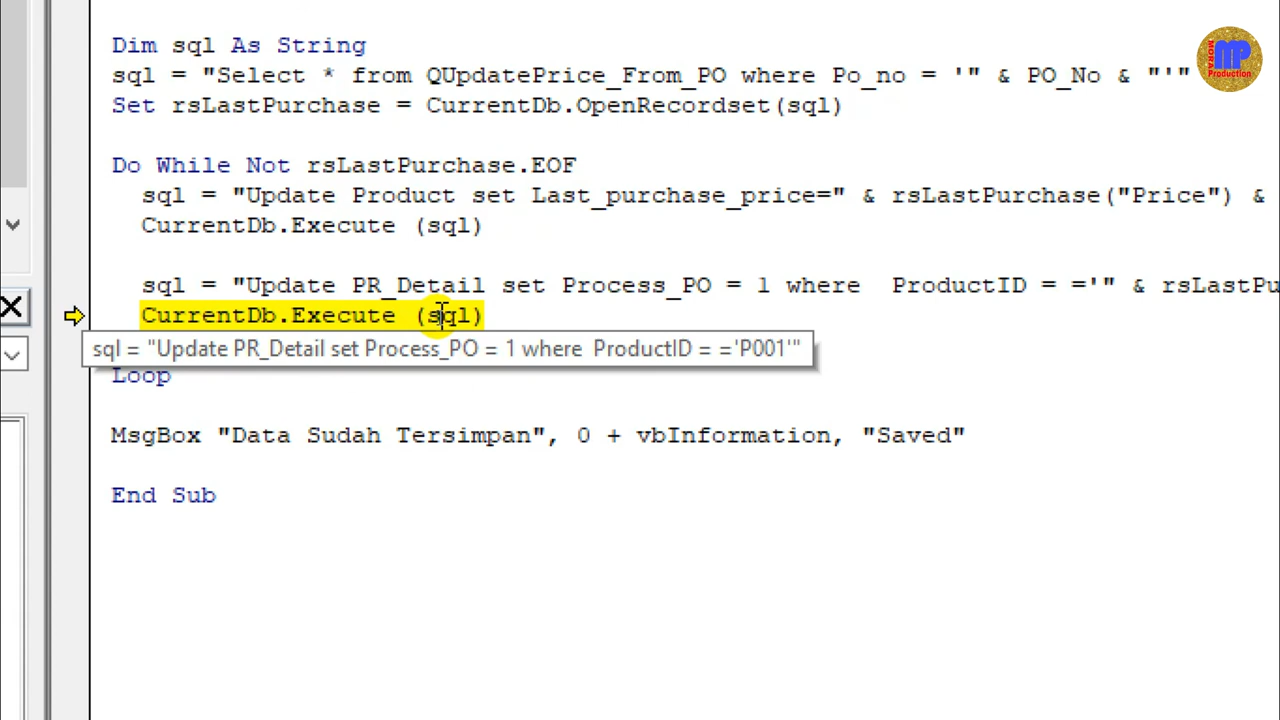 Dim sql As String
MORA MP Production
sql = "Select * from QUpdatePrice_From_PO where Po_no = '" & PO_No & "'"
Set rsLastPurchase = CurrentDb.OpenRecordset(sql)
Do While Not rsLastPurchase.EOF
sql = "Update Product set Last_purchase_price=" & rsLastPurchase("Price") &
CurrentDb.Execute (sql)
sql = "Update PR_Detail set Process_PO = 1 where  ProductID = ='" & rsLastPu
CurrentDb.Execute (sql)
sql = "Update PR_Detail set Process_PO = 1 where  ProductID = ='P001'"
Loop
MsgBox "Data Sudah Tersimpan", 0 + vbInformation, "Saved"
End Sub